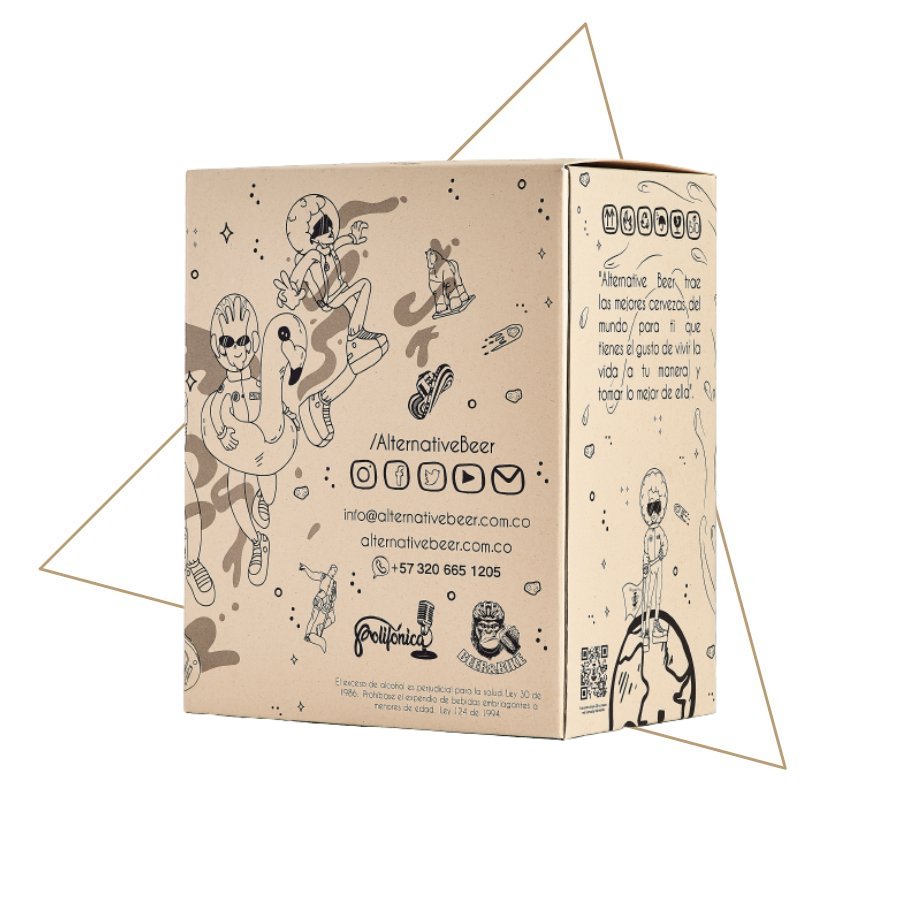 /AlternativeBeer
info@alternativebeer.com.co
alternativebeer.com.co
+57 320 665 1205
Polifónica
BEER&BIKE
El exceso de alcohol es perjudicial para la salud Ley 30 de
1986. Prohíbase el expendio de bebidas embriagantes a
menores de edad. Ley 124 de 1994.
"Alternative Beer trae
las mejores cervezas del
mundo para ti que
tienes el gusto de vivir la
vida a tu manera y
tomar lo mejor de ella".